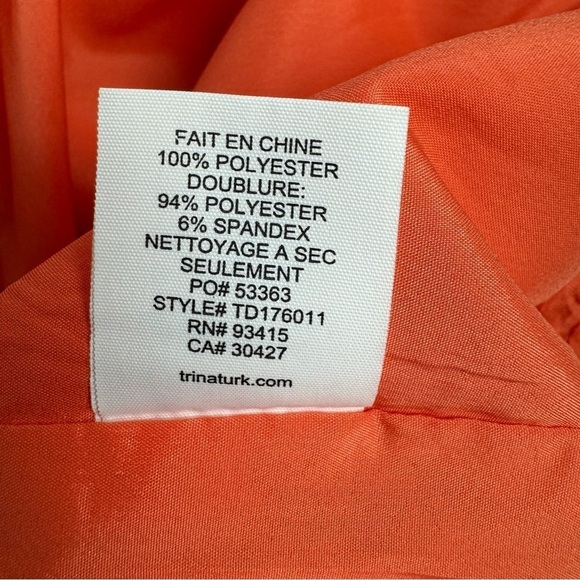 FAIT EN CHINE
100% POLYESTER
DOUBLURE:
94% POLYESTER
6% SPANDEX
NETTOYAGE A SEC
SEULEMENT
PO# 53363
STYLE# TD176011
RN# 93415
CA# 30427
trinaturk.com